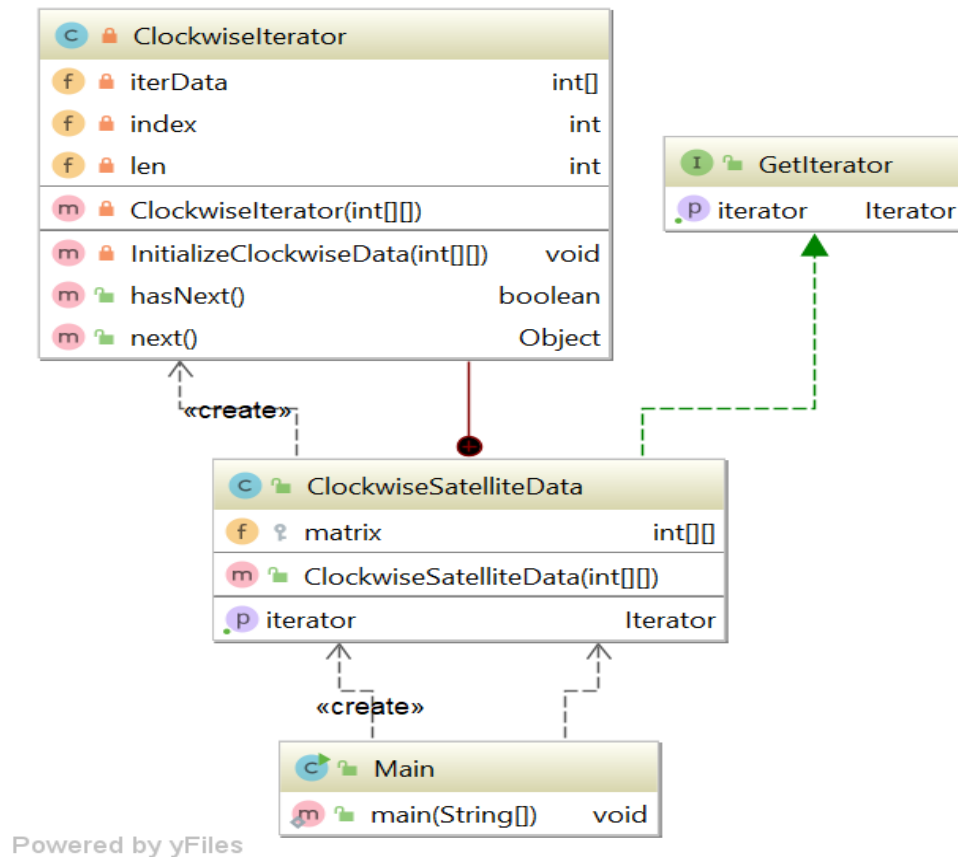 C ClockwiseIterator
f iterData int[]
f index int
f len int
m ClockwiseIterator(int[][])
m InitializeClockwiseData(int[][]) void
m hasNext() boolean
m next() Object
I GetIterator
p iterator Iterator
«create»
C ClockwiseSatelliteData
f matrix int[][]
m ClockwiseSatelliteData(int[][])
p iterator Iterator
«create»
C Main
m main(String[]) void
Powered by yFiles